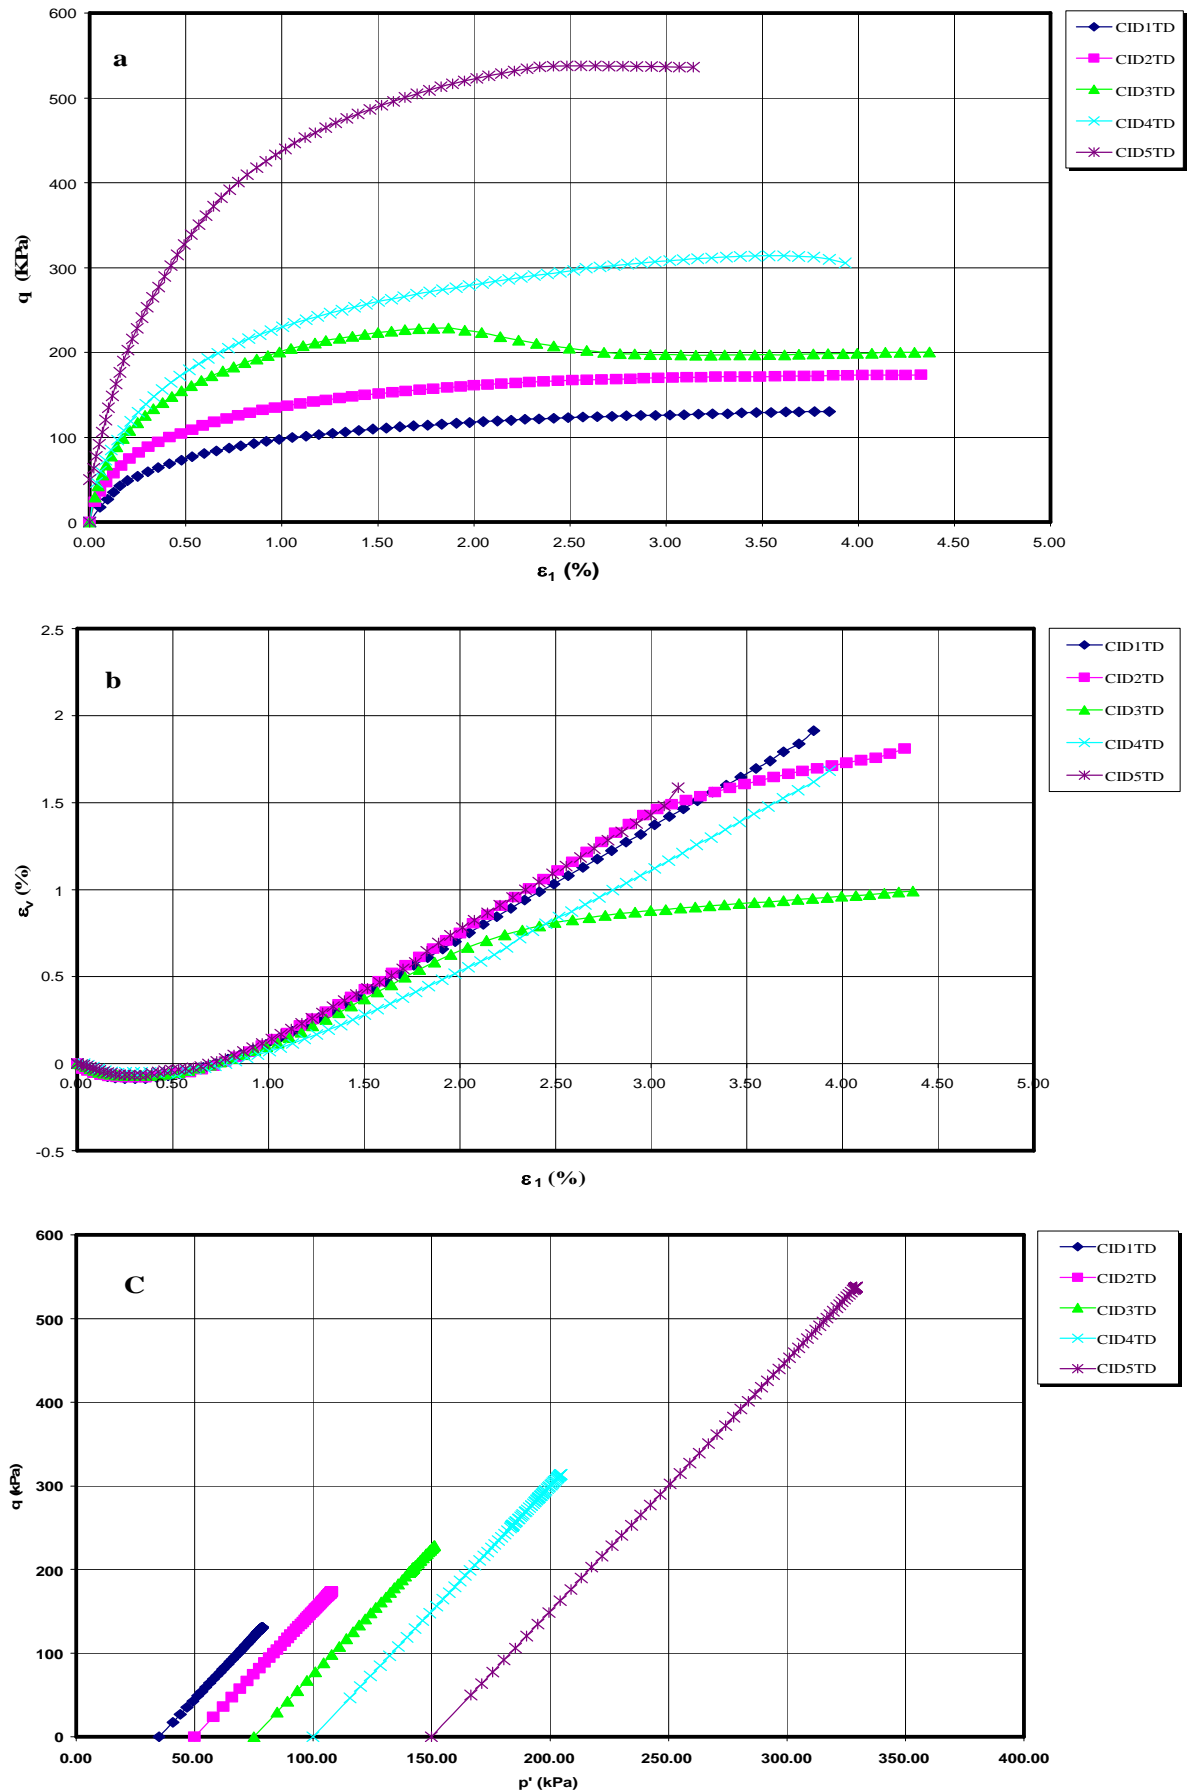 a
600
500
400
300
200
100
0
q (KPa)
0.00 0.50 1.00 1.50 2.00 2.50 3.00 3.50 4.00 4.50 5.00
ε1 (%)
CID1TD
CID2TD
CID3TD
CID4TD
CID5TD
b
2.5
2
1.5
1
0.5
0
-0.5
εv (%)
0.00 0.50 1.00 1.50 2.00 2.50 3.00 3.50 4.00 4.50 5.00
ε1 (%)
CID1TD
CID2TD
CID3TD
CID4TD
CID5TD
C
600
500
400
300
200
100
0
q (kPa)
0.00 50.00 100.00 150.00 200.00 250.00 300.00 350.00 400.00
p' (kPa)
CID1TD
CID2TD
CID3TD
CID4TD
CID5TD